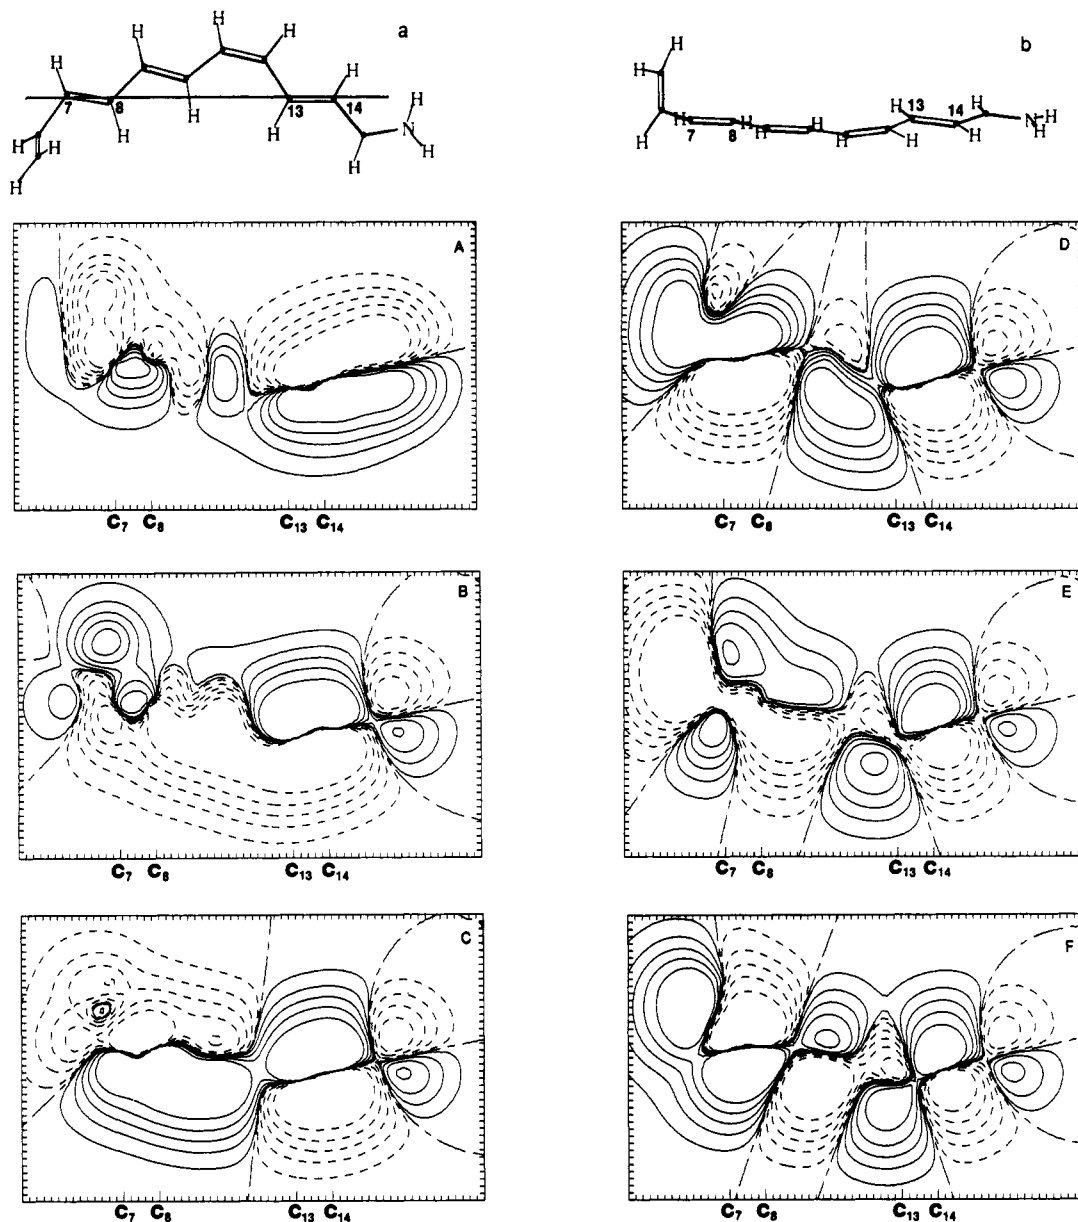 a
H H H
H H
7 8 13 14
H H H H N H
H H H
H
b
H
H
13 14 H
H H H H H N H
7 8 H H H H
H
A
C7 C8 C13 C14
D
C7 C8 C13 C14
B
C7 C8 C13 C14
E
C7 C8 C13 C14
C
C7 C8 C13 C14
F
C7 C8 C13 C14